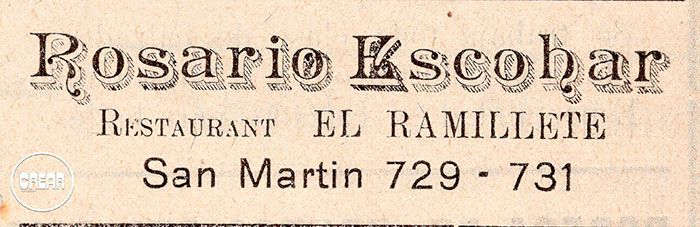 Rosario Escobar
RESTAURANT EL RAMILLETE
San Martin 729 - 731
CREAR